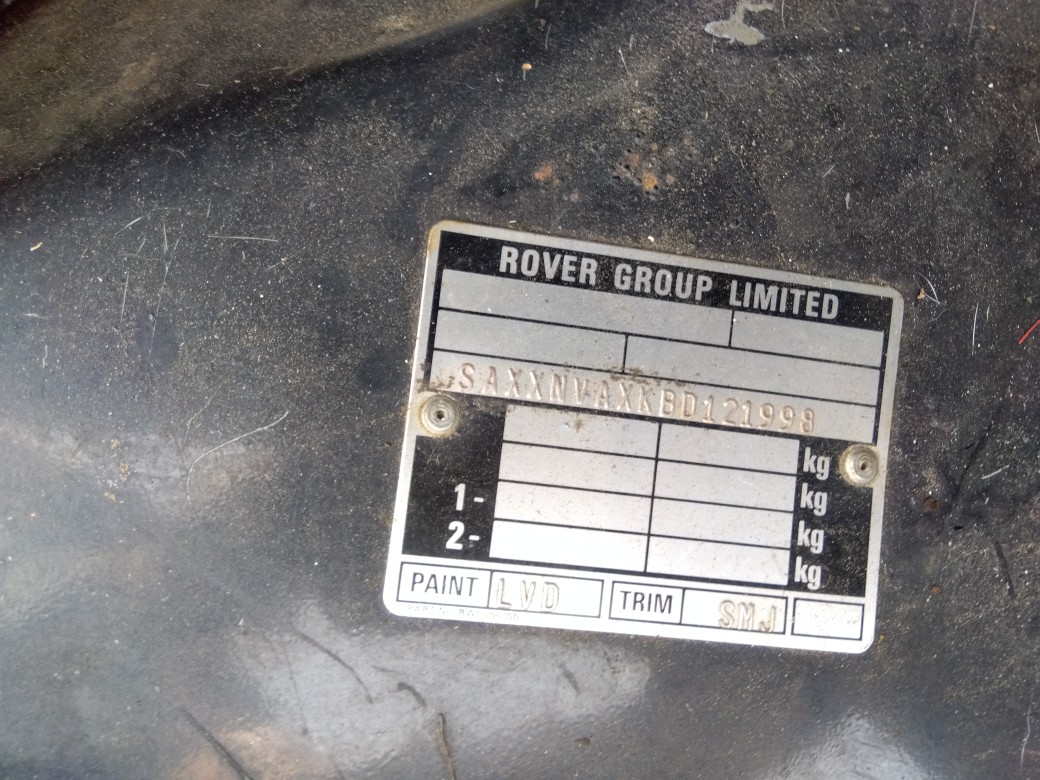 ROVER GROUP LIMITED
SAXXNVAXKBD121998
kg
1- kg
2- kg
kg
PAINT LVD TRIM SMJ